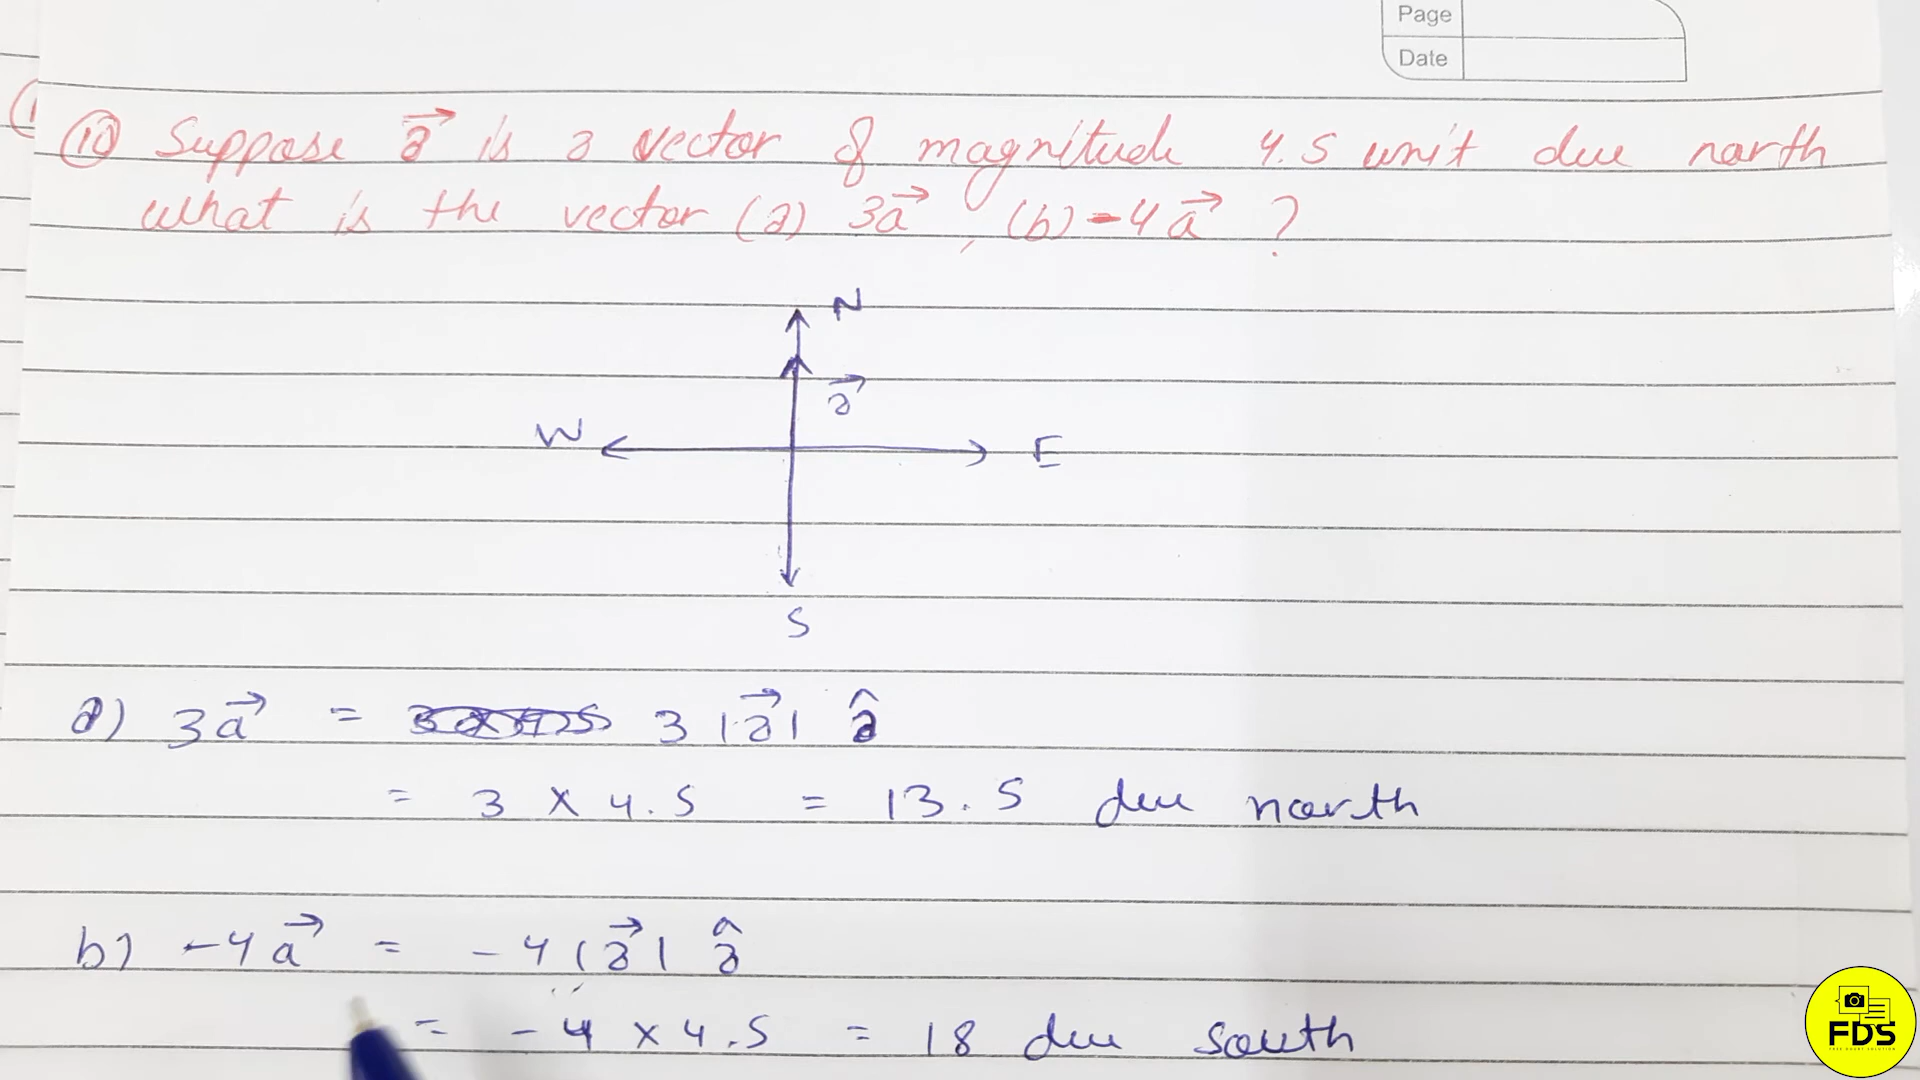 Page
Date
(10) Suppose a⃗ is a vector of magnitude 4.5 unit due north
what is the vector (a) 3a⃗, (b) -4a⃗ ?
N
a⃗
W
E
S
a) 3a⃗ = 3 |a⃗| â
= 3 × 4.5 = 13.5 due north
b) -4a⃗ = -4 |a⃗| â
= -4 × 4.5 = 18 due south
FDS